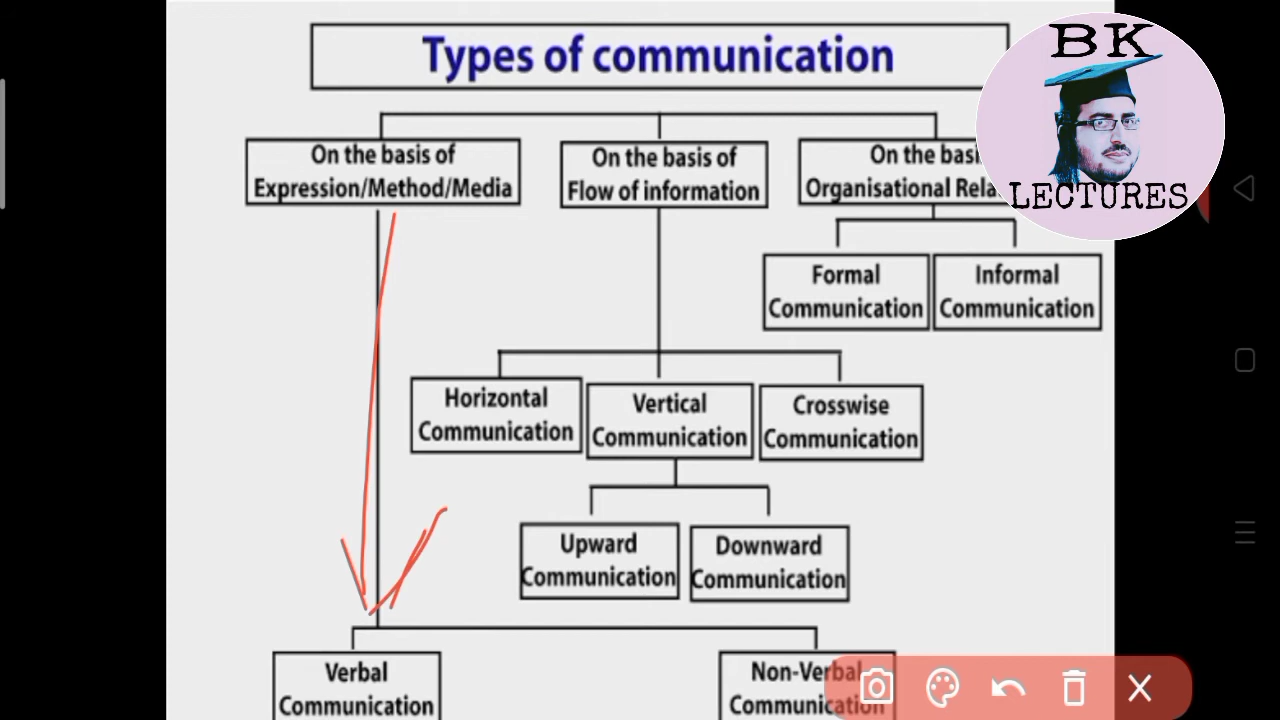 Types of communication
BK
LECTURES
On the basis of
Expression/Method/Media
On the basis of
Flow of information
On the
Organisational
Formal
Communication
Informal
Communication
Horizontal
Communication
Vertical
Communication
Crosswise
Communication
Upward
Communication
Downward
Communication
Verbal
Communication
Non-Verbal
Communication